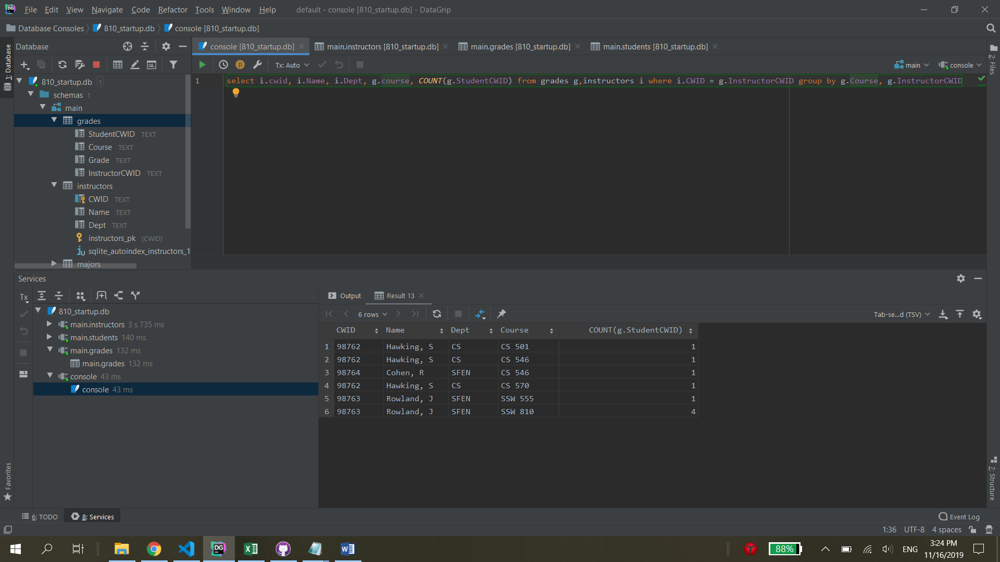 File Edit View Navigate Code Refactor Tools Window Help default - console [810_startup.db] - DataGrip
Database Consoles 810_startup.db console [810_startup.db]
Database
console [810_startup.db] main.instructors [810_startup.db] main.grades [810_startup.db] main.students [810_startup.db]
Tx: Auto main console
1: Database
2: Files
810_startup.db 1
schemas 1
main
grades
StudentCWID TEXT
Course TEXT
Grade TEXT
InstructorCWID TEXT
instructors
CWID TEXT
Name TEXT
Dept TEXT
instructors_pk (CWID)
sqlite_autoindex_instructors_1
majors
1 select i.cwid, i.Name, i.Dept, g.course, COUNT(g.StudentCWID) from grades g,instructors i where i.CWID = g.InstructorCWID group by g.Course, g.InstructorCWID
Services
Tx
810_startup.db
main.instructors 3 s 735 ms
main.students 140 ms
main.grades 132 ms
main.grades 132 ms
console 43 ms
console 43 ms
Output Result 13
6 rows Tab-se...d (TSV)
CWID Name Dept Course COUNT(g.StudentCWID)
1 98762 Hawking, S CS CS 501 1
2 98762 Hawking, S CS CS 546 1
3 98764 Cohen, R SFEN CS 546 1
4 98762 Hawking, S CS CS 570 1
5 98763 Rowland, J SFEN SSW 555 1
6 98763 Rowland, J SFEN SSW 810 4
Favorites
7: Structure
6: TODO 8: Services Event Log
1:36 UTF-8 4 spaces
DG
88% ENG 3:24 PM
11/16/2019